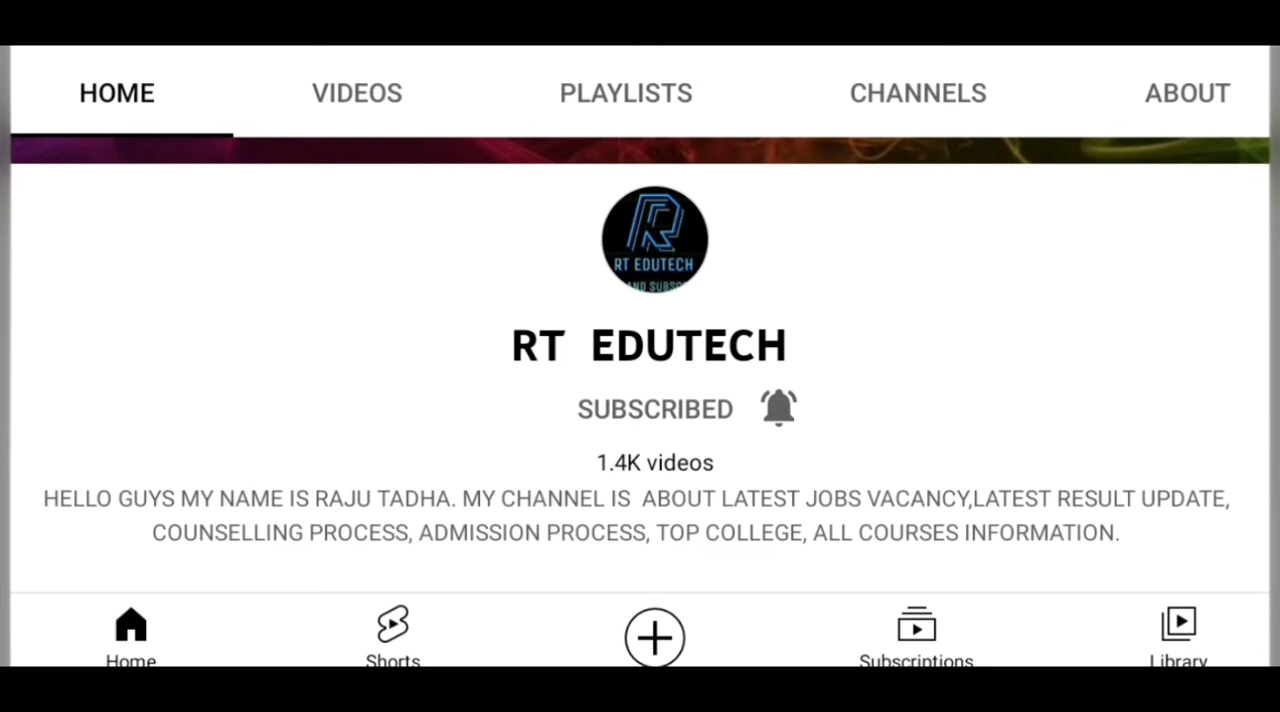 HOME VIDEOS PLAYLISTS CHANNELS ABOUT
RT EDUTECH
AND SUBSC
RT EDUTECH
SUBSCRIBED
1.4K videos
HELLO GUYS MY NAME IS RAJU TADHA. MY CHANNEL IS ABOUT LATEST JOBS VACANCY,LATEST RESULT UPDATE,
COUNSELLING PROCESS, ADMISSION PROCESS, TOP COLLEGE, ALL COURSES INFORMATION.
Home Shorts Subscriptions Library